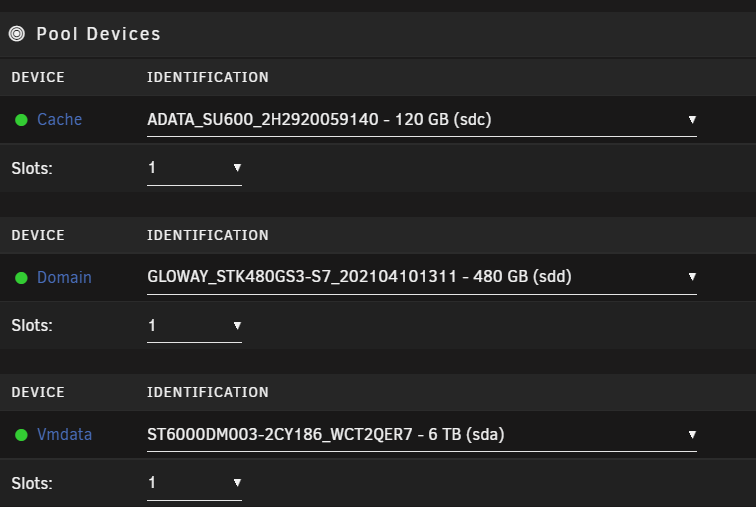 Pool Devices
DEVICE IDENTIFICATION
Cache ADATA_SU600_2H2920059140 - 120 GB (sdc)
Slots: 1
DEVICE IDENTIFICATION
Domain GLOWAY_STK480GS3-S7_202104101311 - 480 GB (sdd)
Slots: 1
DEVICE IDENTIFICATION
Vmdata ST6000DM003-2CY186_WCT2QER7 - 6 TB (sda)
Slots: 1